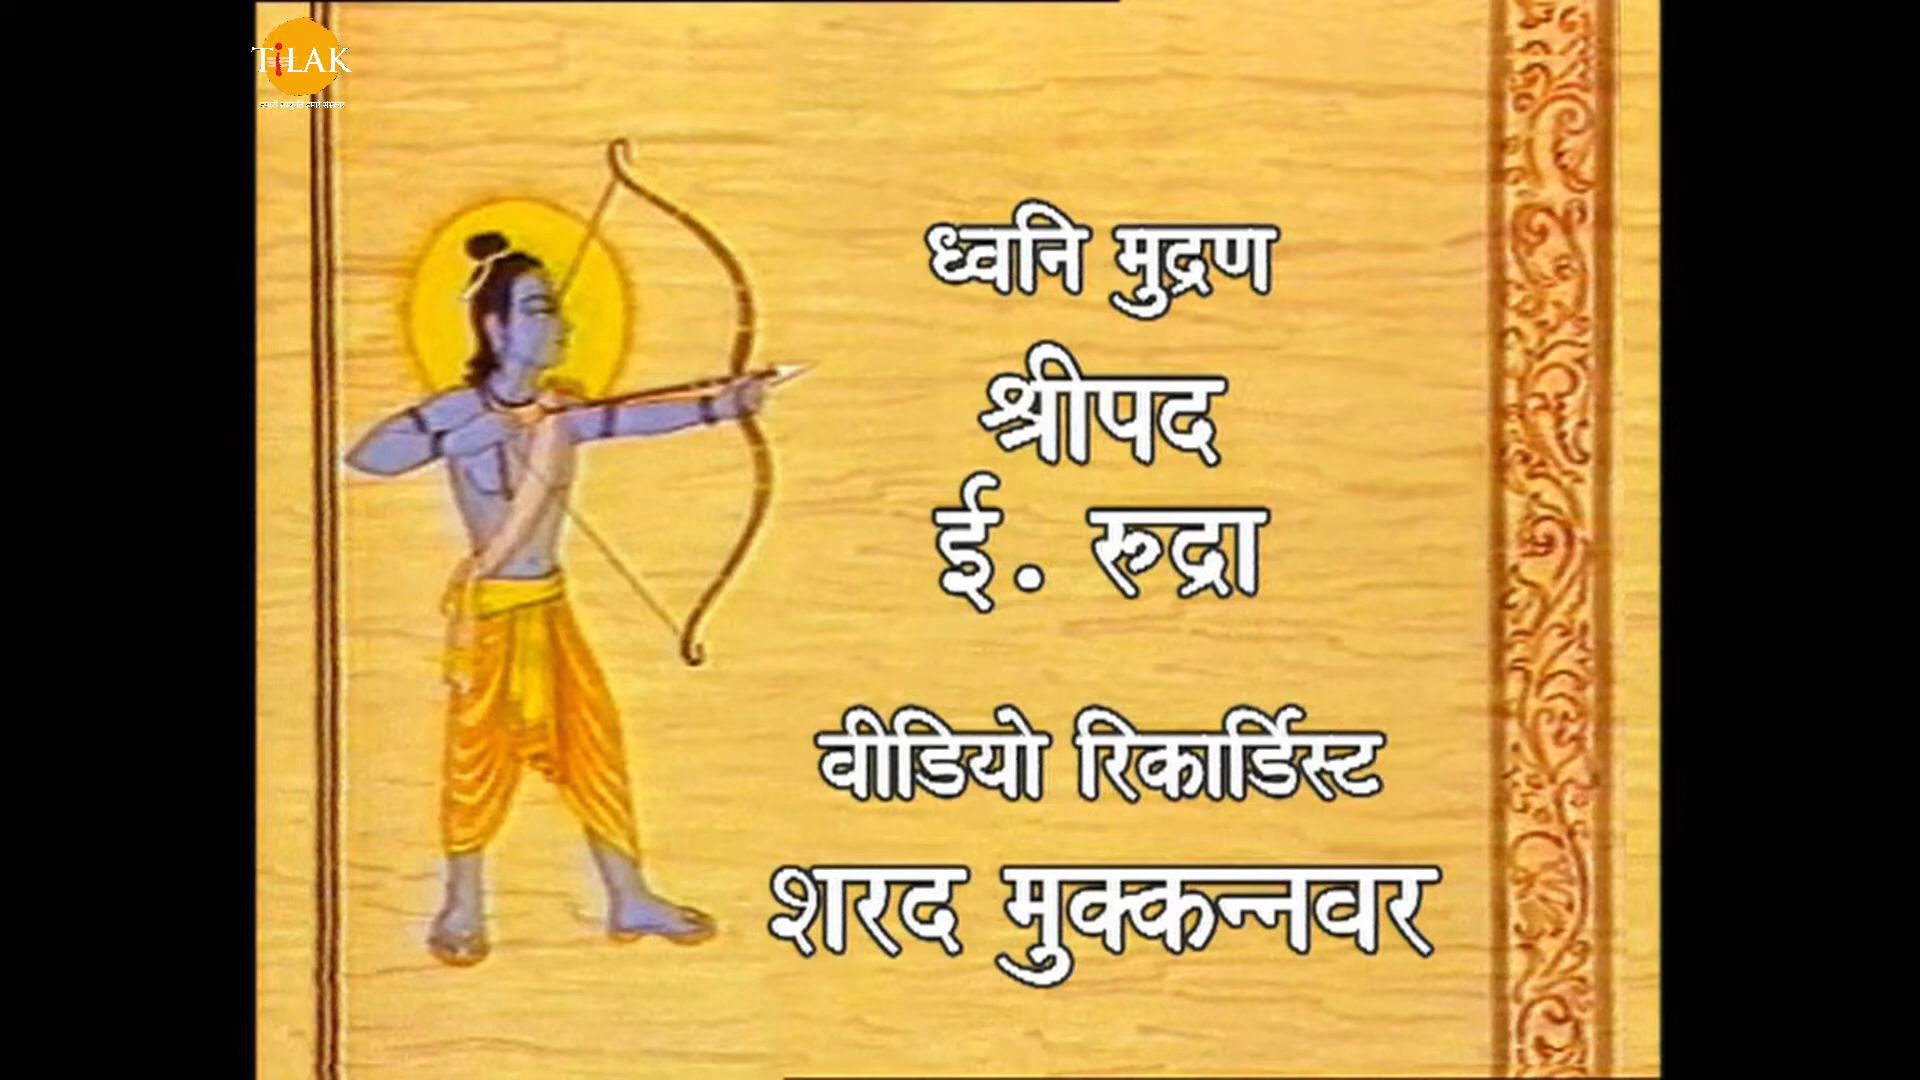 TiLAK
ध्वनि मुद्रण
श्रीपद
ई. रुद्रा
वीडियो रिकार्डिस्ट
शरद मुक्कन्नवर